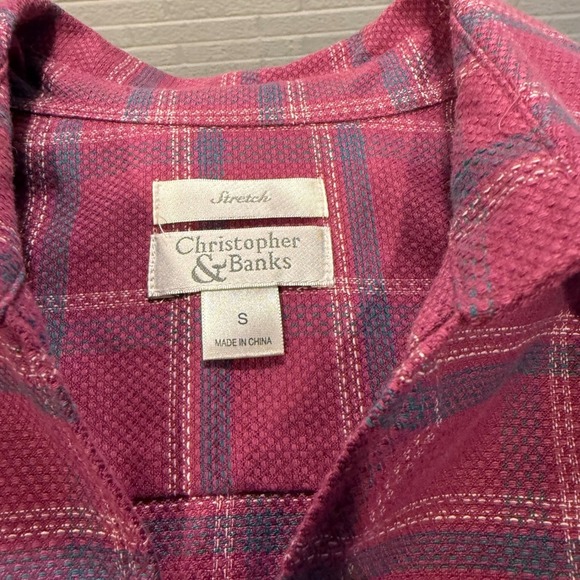 Stretch
Christopher
& Banks
S
MADE IN CHINA